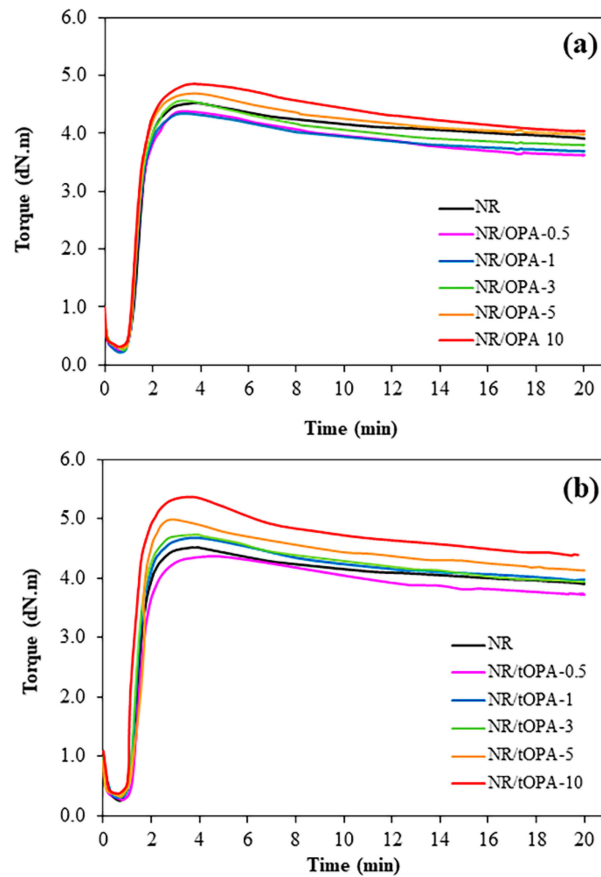 (a)
6.0
5.0
4.0
3.0
2.0
1.0
0.0
Torque (dN.m)
NR
NR/OPA-0.5
NR/OPA-1
NR/OPA-3
NR/OPA-5
NR/OPA 10
0 2 4 6 8 10 12 14 16 18 20
Time (min)
(b)
6.0
5.0
4.0
3.0
2.0
1.0
0.0
Torque (dN.m)
NR
NR/tOPA-0.5
NR/tOPA-1
NR/tOPA-3
NR/tOPA-5
NR/tOPA-10
0 2 4 6 8 10 12 14 16 18 20
Time (min)